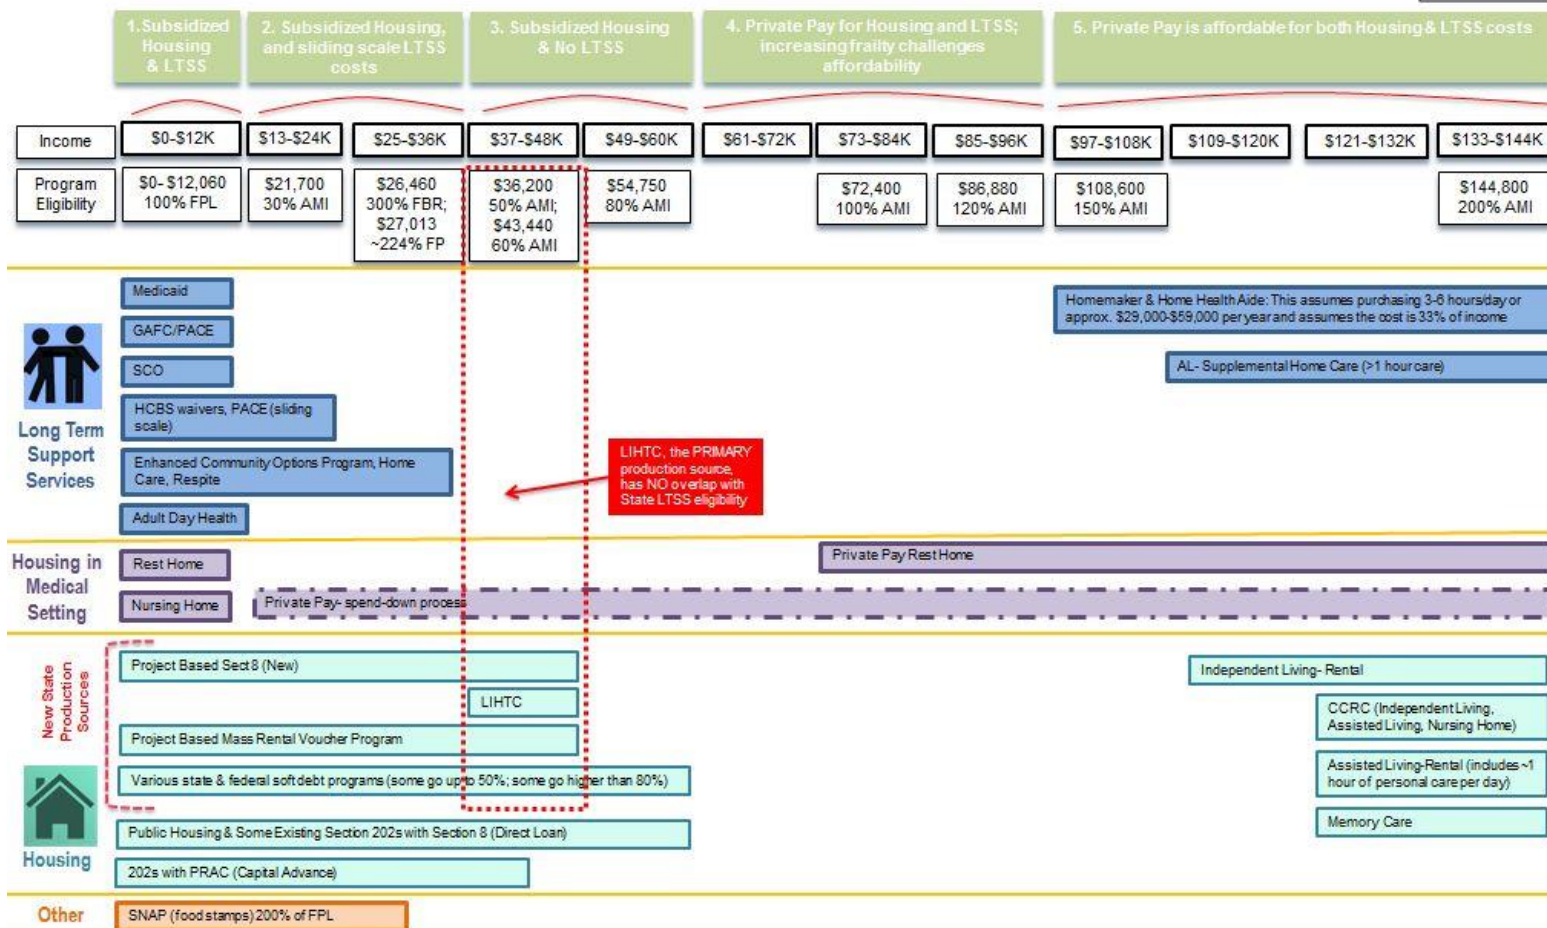 1.Subsidized
Housing
& LTSS
2. Subsidized Housing,
and sliding scale LTSS
costs
3. Subsidized Housing
& No LTSS
4. Private Pay for Housing and LTSS;
increasing frailty challenges
affordability
5. Private Pay is affordable for both Housing & LTSS costs
Income
$0-$12K
$13-$24K
$25-$36K
$37-$48K
$49-$60K
$61-$72K
$73-$84K
$85-$96K
$97-$108K
$109-$120K
$121-$132K
$133-$144K
Program
Eligibility
$0- $12,060
100% FPL
$21,700
30% AMI
$26,460
300% FBR;
$27,013
~224% FP
$36,200
50% AMI;
$43,440
60% AMI
$54,750
80% AMI
$72,400
100% AMI
$86,880
120% AMI
$108,600
150% AMI
$144,800
200% AMI
Long Term
Support
Services
Medicaid
GAFC/PACE
SCO
HCBS waivers, PACE (sliding
scale)
Enhanced Community Options Program, Home
Care, Respite
Adult Day Health
Homemaker & Home Health Aide: This assumes purchasing 3-6 hours/day or
approx. $29,000-$59,000 per year and assumes the cost is 33% of income
AL- Supplemental Home Care (>1 hour care)
LIHTC, the PRIMARY
production source,
has NO overlap with
State LTSS eligibility
Housing in
Medical
Setting
Rest Home
Private Pay Rest Home
Nursing Home
Private Pay- spend-down process
New State
Production
Sources
Project Based Sect 8 (New)
LIHTC
Project Based Mass Rental Voucher Program
Various state & federal soft debt programs (some go up to 50%; some go higher than 80%)
Housing
Public Housing & Some Existing Section 202s with Section 8 (Direct Loan)
202s with PRAC (Capital Advance)
Independent Living- Rental
CCRC (Independent Living,
Assisted Living, Nursing Home)
Assisted Living-Rental (includes ~1
hour of personal care per day)
Memory Care
Other
SNAP (food stamps) 200% of FPL